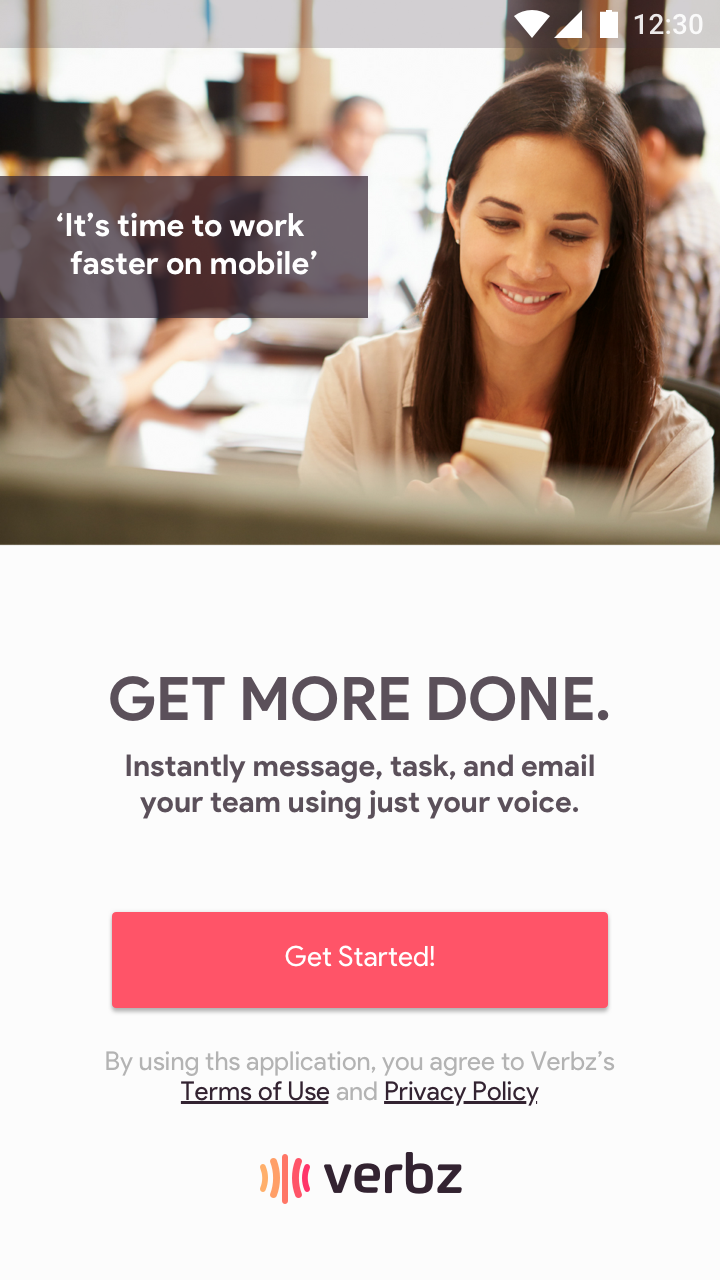 12:30
‘It’s time to work
faster on mobile’
GET MORE DONE.
Instantly message, task, and email
your team using just your voice.
Get Started!
By using ths application, you agree to Verbz’s
Terms of Use and Privacy Policy
verbz